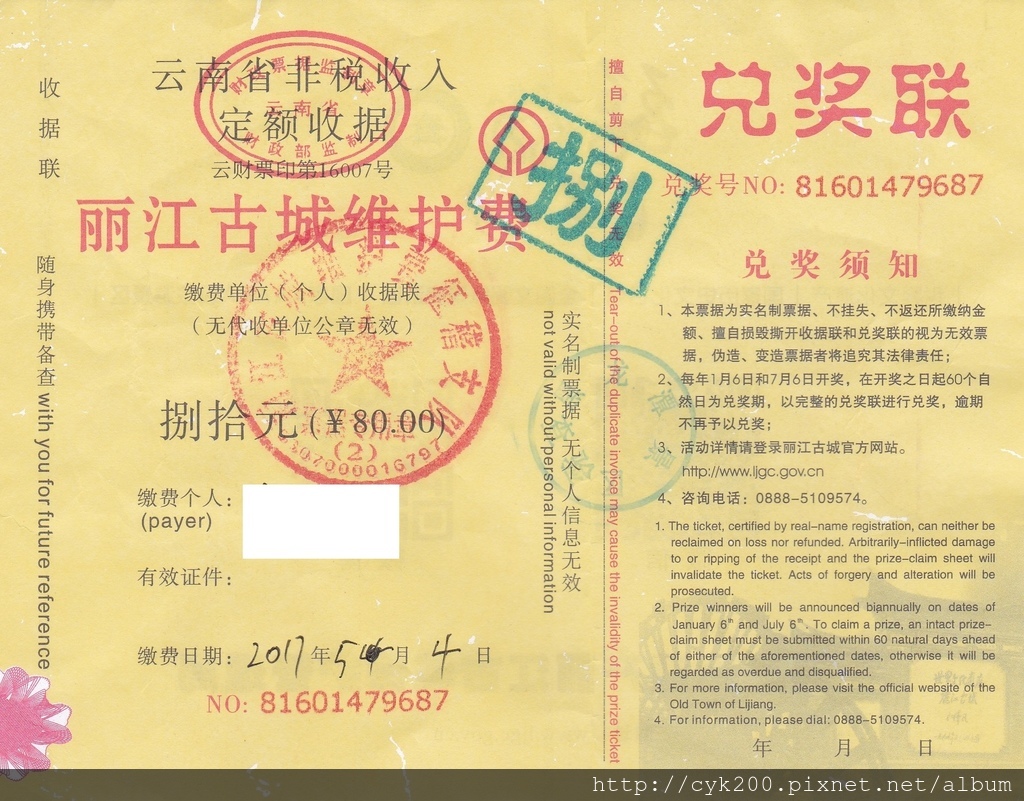 收据联
随身携带备查 with you for future reference
云南省非税收入
定额收据
云南省
财政部监制
云财票印第16007号
丽江古城维护费
缴费单位（个人）收据联
（无代收单位公章无效）
捌拾元(￥80.00)
(2)
缴费个人：
(payer)
有效证件：
缴费日期：2017年5月4日
NO: 81601479687
实名制票据 无个人信息无效
not valid without personal information
捌
擅自剪下兑奖无效
Tear-out of the duplicate invoice may cause the invalidity of the prize ticket
兑奖联
兑奖号NO: 81601479687
兑奖须知
1、本票据为实名制票据、不挂失、不返还所缴纳金
额、擅自损毁撕开收据联和兑奖联的视为无效票
据，伪造、变造票据者将追究其法律责任；
2、每年1月6日和7月6日开奖，在开奖之日起60个自
然日为兑奖期，以完整的兑奖联进行兑奖，逾期
不再予以兑奖；
3、活动详情请登录丽江古城官方网站。
http://www.ljgc.gov.cn
4、咨询电话：0888-5109574。
1. The ticket, certified by real-name registration, can neither be
reclaimed on loss nor refunded. Arbitrarily-inflicted damage
to or ripping of the receipt and the prize-claim sheet will
invalidate the ticket. Acts of forgery and alteration will be
prosecuted.
2. Prize winners will be announced biannually on dates of
January 6th and July 6th. To claim a prize, an intact prize-
claim sheet must be submitted within 60 natural days ahead
of either of the aforementioned dates, otherwise it will be
regarded as overdue and disqualified.
3. For more information, please visit the official website of the
Old Town of Lijiang.
4. For information, please dial: 0888-5109574.
年 月 日
http://cyk200.pixnet.net/album